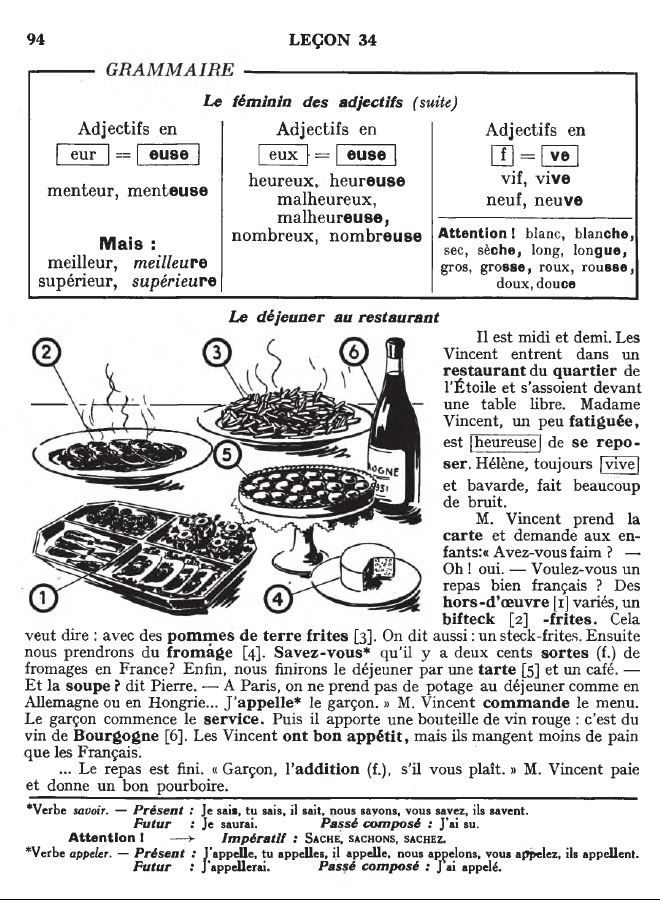 94 LEÇON 34
GRAMMAIRE
Le féminin des adjectifs (suite)
Adjectifs en
eur = euse
menteur, menteuse
Mais :
meilleur, meilleure
supérieur, supérieure
Adjectifs en
eux = euse
heureux, heureuse
malheureux,
malheureuse,
nombreux, nombreuse
Adjectifs en
f = ve
vif, vive
neuf, neuve
Attention ! blanc, blanche,
sec, sèche, long, longue,
gros, grosse, roux, rousse,
doux, douce
Le déjeuner au restaurant
2
3
6
5
OGNE
931
1
4
Il est midi et demi. Les
Vincent entrent dans un
restaurant du quartier de
l'Étoile et s'assoient devant
une table libre. Madame
Vincent, un peu fatiguée,
est heureuse de se repo-
ser. Hélène, toujours vive
et bavarde, fait beaucoup
de bruit.
M. Vincent prend la
carte et demande aux en-
fants:« Avez-vous faim ? —
Oh ! oui. — Voulez-vous un
repas bien français ? Des
hors-d'œuvre [1] variés, un
bifteck [2] -frites. Cela
veut dire : avec des pommes de terre frites [3]. On dit aussi : un steck-frites. Ensuite
nous prendrons du fromage [4]. Savez-vous* qu'il y a deux cents sortes (f.) de
fromages en France? Enfin, nous finirons le déjeuner par une tarte [5] et un café. —
Et la soupe ? dit Pierre. — A Paris, on ne prend pas de potage au déjeuner comme en
Allemagne ou en Hongrie... J'appelle* le garçon. » M. Vincent commande le menu.
Le garçon commence le service. Puis il apporte une bouteille de vin rouge : c'est du
vin de Bourgogne [6]. Les Vincent ont bon appétit, mais ils mangent moins de pain
que les Français.
... Le repas est fini. « Garçon, l'addition (f.), s'il vous plaît. » M. Vincent paie
et donne un bon pourboire.
*Verbe savoir. — Présent : Je sais, tu sais, il sait, nous savons, vous savez, ils savent.
Futur : Je saurai. Passé composé : J'ai su.
Attention ! → Impératif : SACHE, SACHONS, SACHEZ.
*Verbe appeler. — Présent : J'appelle, tu appelles, il appelle, nous appelons, vous appelez, ils appellent.
Futur : J'appellerai. Passé composé : J'ai appelé.